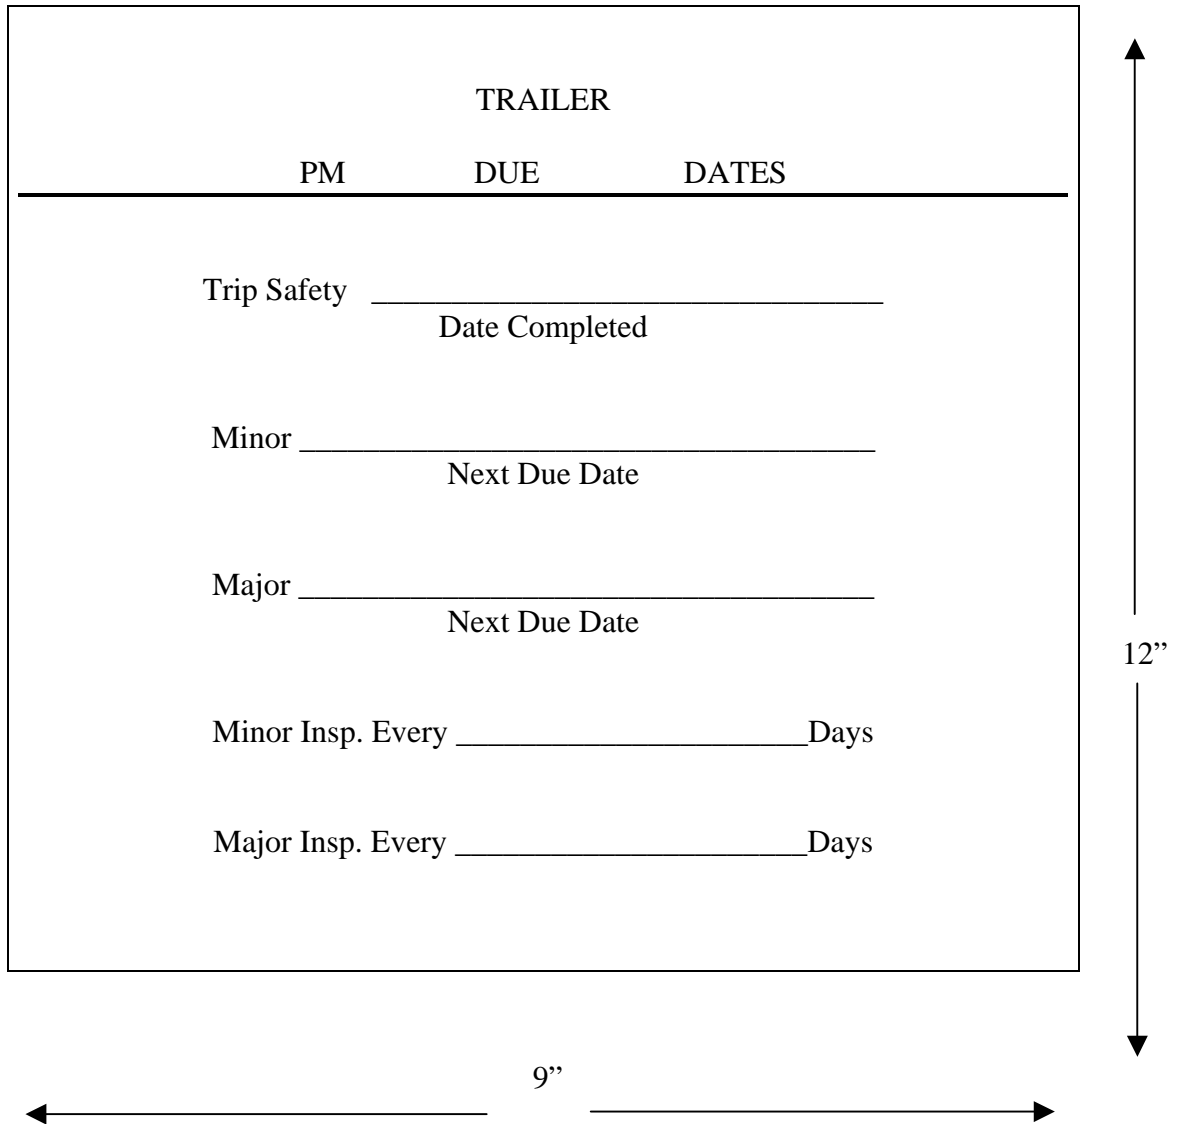 TRAILER
PM DUE DATES
Trip Safety ________________________________
Date Completed
Minor ____________________________________
Next Due Date
Major ____________________________________
Next Due Date
12”
Minor Insp. Every ______________________Days
Major Insp. Every ______________________Days
9”